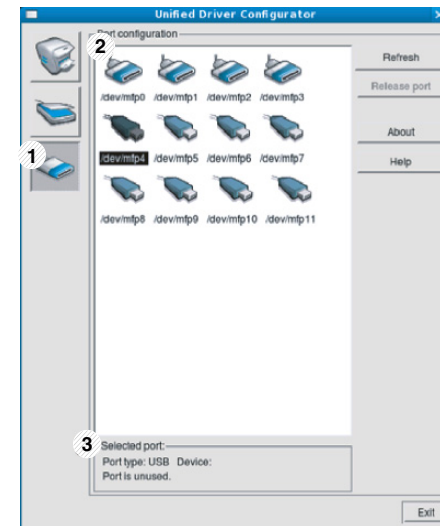 Unified Driver Configurator
2
Port configuration
Refresh
Release port
About
Help
/dev/mfp0 /dev/mfp1 /dev/mfp2 /dev/mfp3
1
/dev/mfp4 /dev/mfp5 /dev/mfp6 /dev/mfp7
/dev/mfp8 /dev/mfp9 /dev/mfp10 /dev/mfp11
3
Selected port:
Port type: USB Device:
Port is unused.
Exit